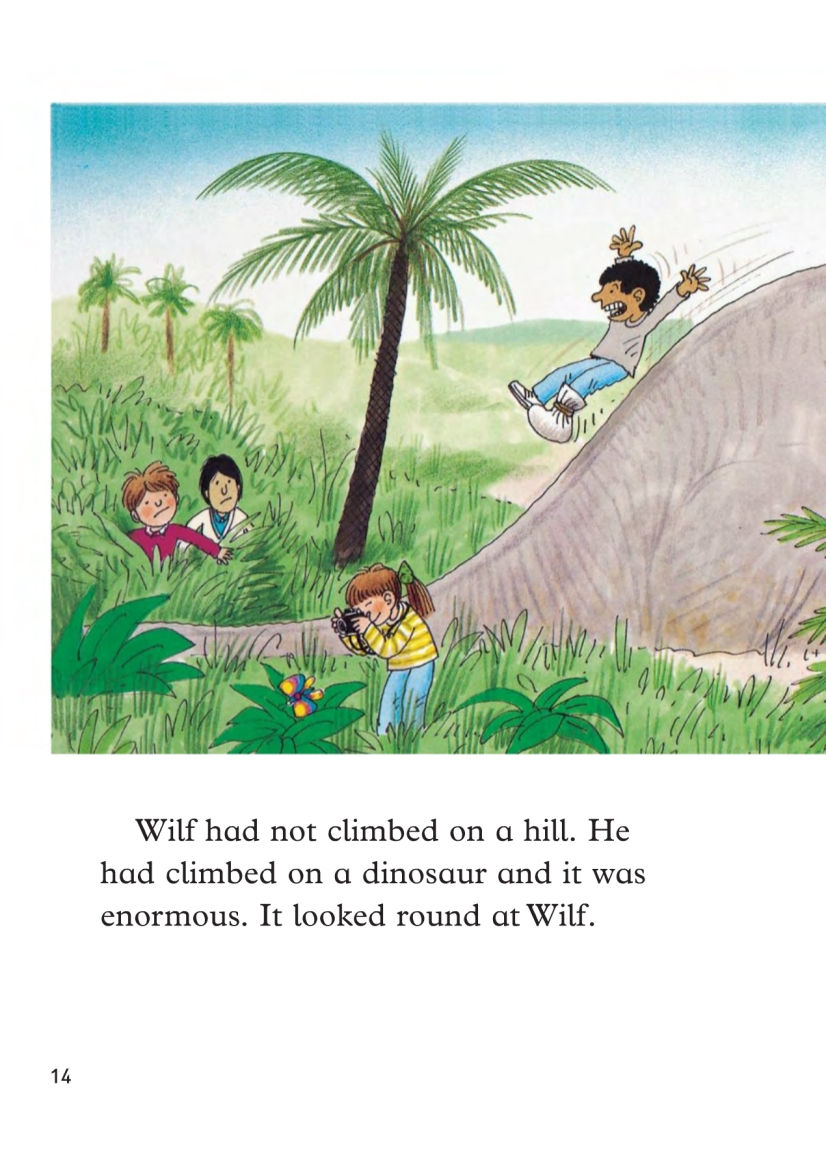 Wilf had not climbed on a hill. He
had climbed on a dinosaur and it was
enormous. It looked round at Wilf.
14